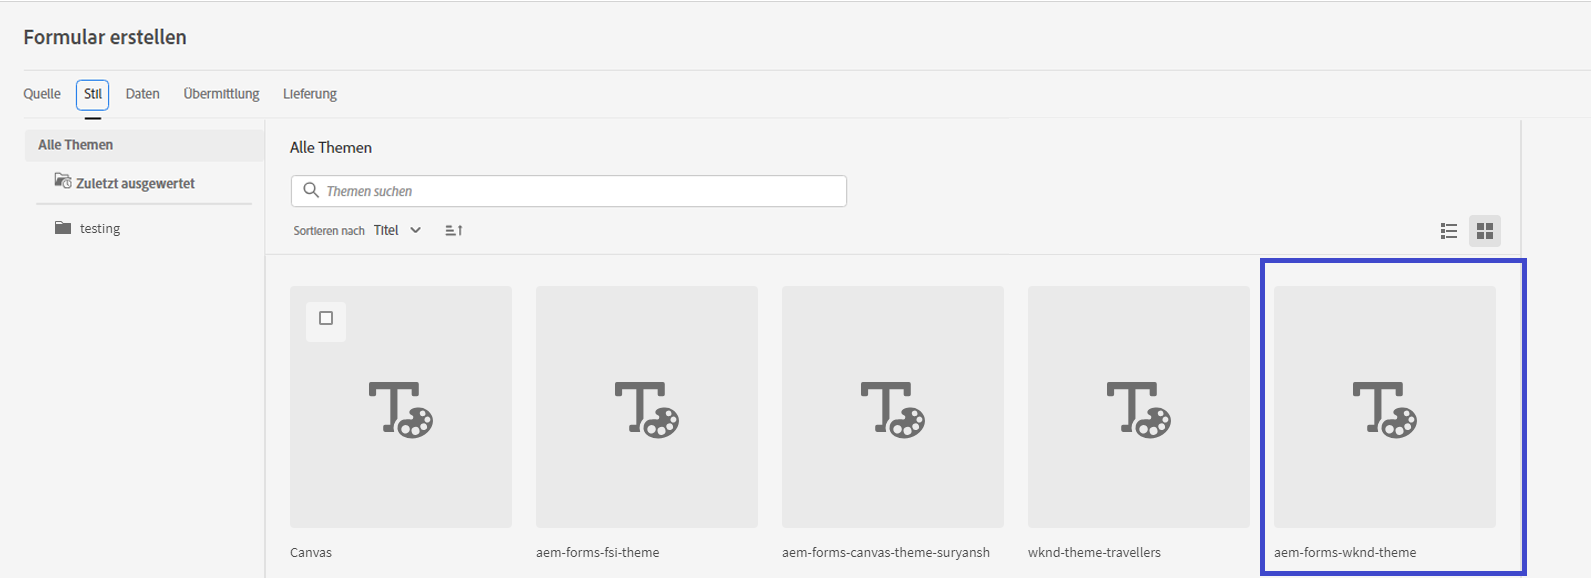 Formular erstellen
Quelle Stil Daten Übermittlung Lieferung
Alle Themen
Zuletzt ausgewertet
testing
Alle Themen
Themen suchen
Sortieren nach Titel
Canvas
aem-forms-fsi-theme
aem-forms-canvas-theme-suryansh
wknd-theme-travellers
aem-forms-wknd-theme